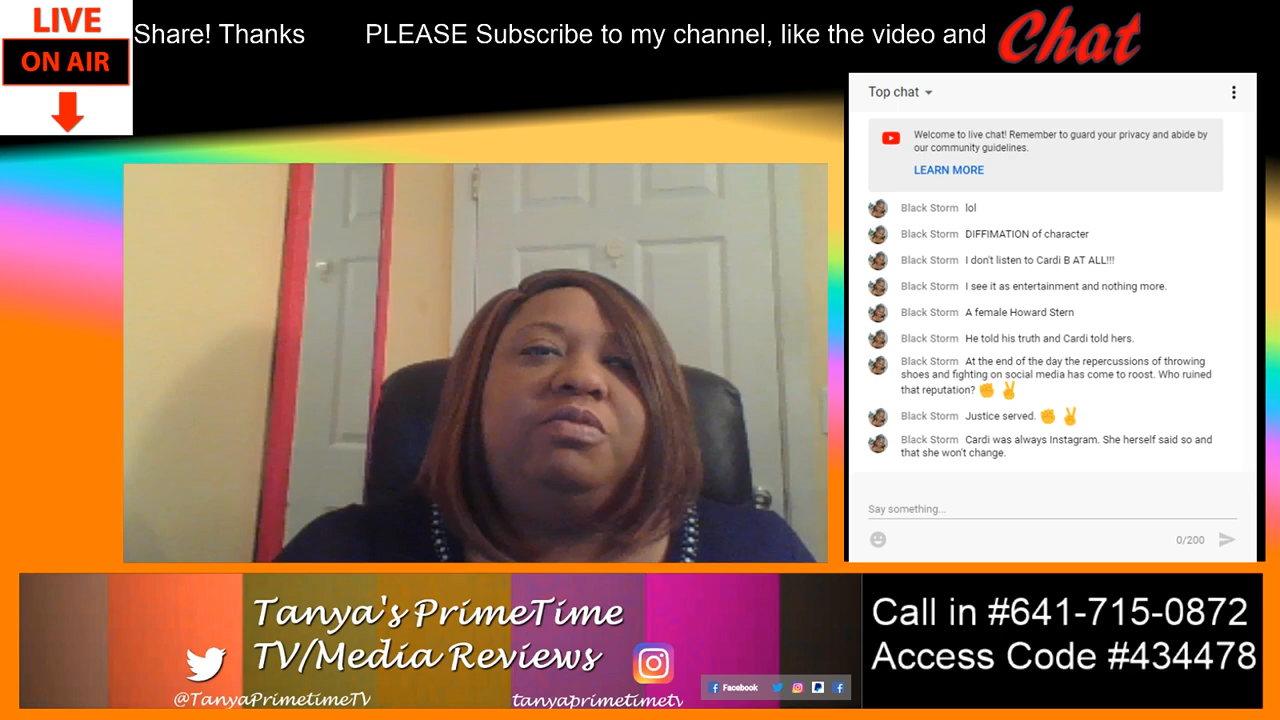 LIVE
ON AIR
Share! Thanks PLEASE Subscribe to my channel, like the video and
Chat
Top chat
Welcome to live chat! Remember to guard your privacy and abide by
our community guidelines.
LEARN MORE
Black Storm lol
Black Storm DIFFIMATION of character
Black Storm I don't listen to Cardi B AT ALL!!!
Black Storm I see it as entertainment and nothing more.
Black Storm A female Howard Stern
Black Storm He told his truth and Cardi told hers.
Black Storm At the end of the day the repercussions of throwing
shoes and fighting on social media has come to roost. Who ruined
that reputation? ✊ ✌
Black Storm Justice served. ✊ ✌
Black Storm Cardi was always Instagram. She herself said so and
that she won't change.
Say something...
0/200
Tanya's PrimeTime
TV/Media Reviews
@TanyaPrimetimeTV
tanyaprimetimetv
Facebook
Call in #641-715-0872
Access Code #434478